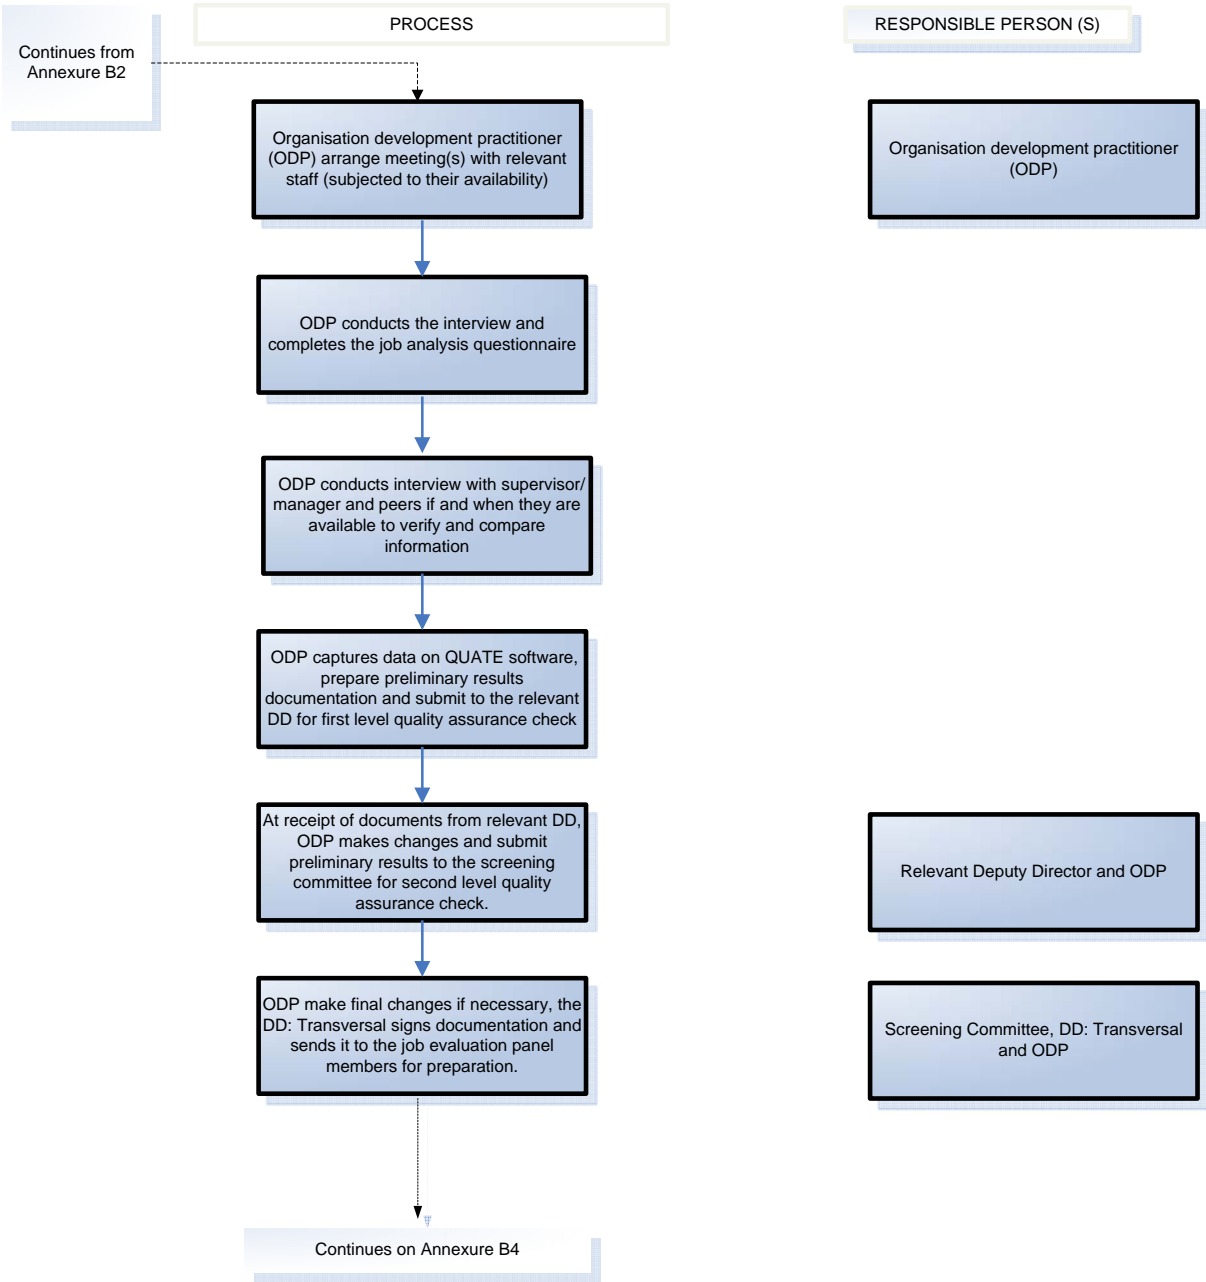 PROCESS
RESPONSIBLE PERSON (S)
Continues from
Annexure B2
Organisation development practitioner
(ODP) arrange meeting(s) with relevant
staff (subjected to their availability)
Organisation development practitioner
(ODP)
ODP conducts the interview and
completes the job analysis questionnaire
ODP conducts interview with supervisor/
manager and peers if and when they are
available to verify and compare
information
ODP captures data on QUATE software,
prepare preliminary results
documentation and submit to the relevant
DD for first level quality assurance check
At receipt of documents from relevant DD,
ODP makes changes and submit
preliminary results to the screening
committee for second level quality
assurance check.
Relevant Deputy Director and ODP
ODP make final changes if necessary, the
DD: Transversal signs documentation and
sends it to the job evaluation panel
members for preparation.
Screening Committee, DD: Transversal
and ODP
Continues on Annexure B4